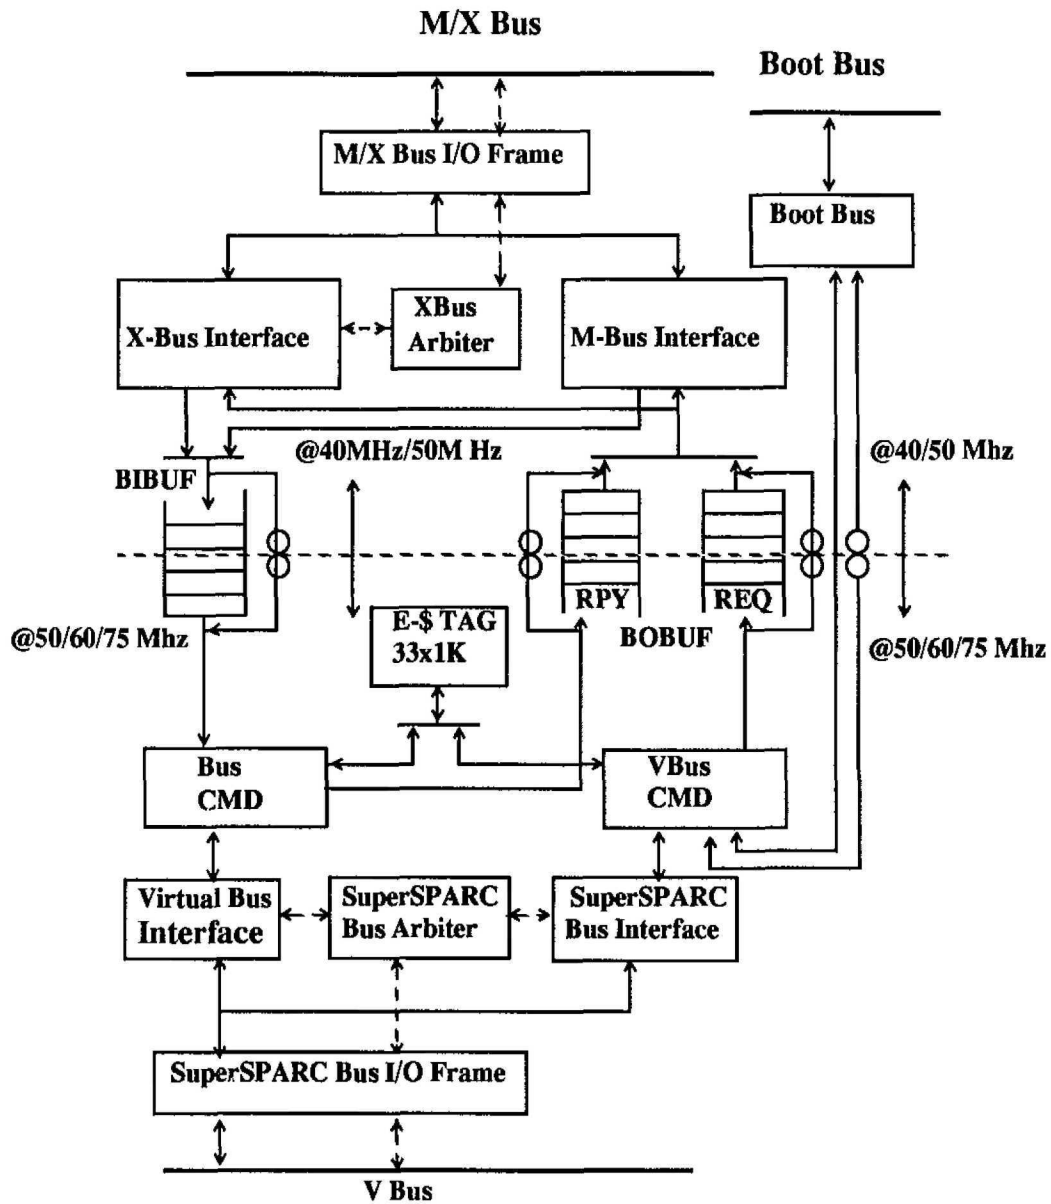 M/X Bus
Boot Bus
M/X Bus I/O Frame
Boot Bus
XBus
Arbiter
X-Bus Interface
M-Bus Interface
@40MHz/50M Hz
@40/50 Mhz
BIBUF
RPY
REQ
BOBUF
@50/60/75 Mhz
E-$ TAG
33x1K
@50/60/75 Mhz
Bus
CMD
VBus
CMD
Virtual Bus
Interface
SuperSPARC
Bus Arbiter
SuperSPARC
Bus Interface
SuperSPARC Bus I/O Frame
V Bus